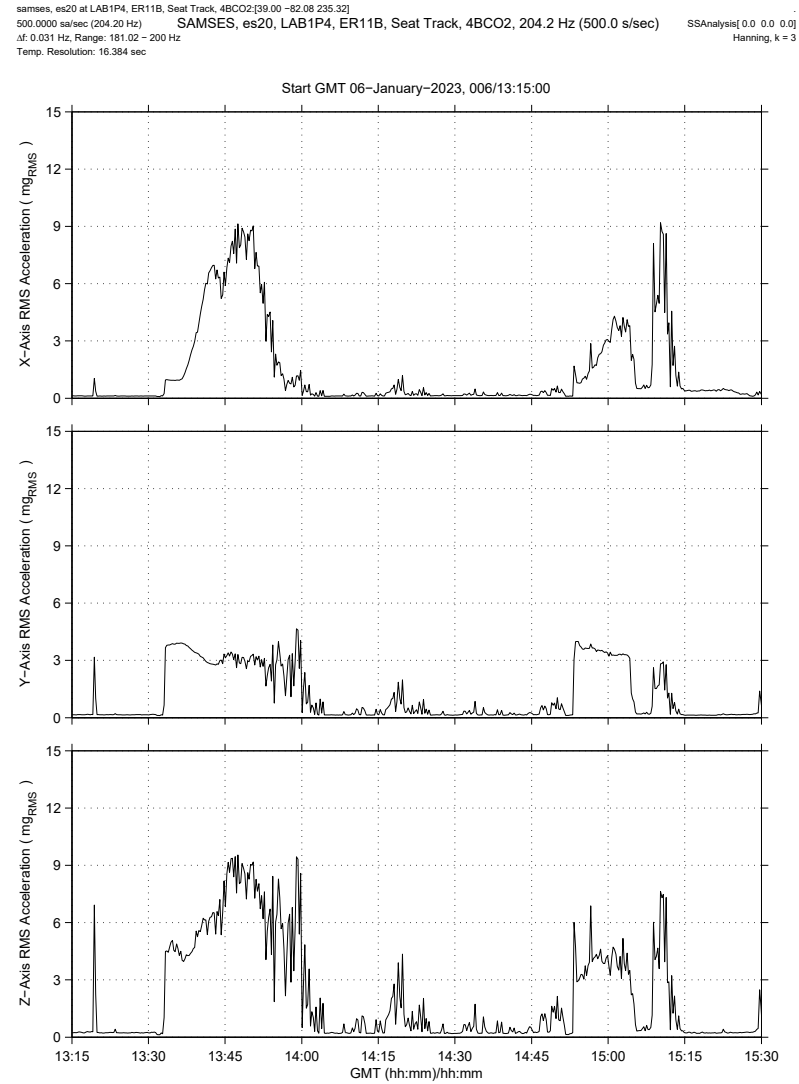 samses, es20 at LAB1P4, ER11B, Seat Track, 4BCO2:[39.00 −82.08 235.32]
500.0000 sa/sec (204.20 Hz)
Δf: 0.031 Hz, Range: 181.02 − 200 Hz
Temp. Resolution: 16.384 sec
SAMSES, es20, LAB1P4, ER11B, Seat Track, 4BCO2, 204.2 Hz (500.0 s/sec)
SSAnalysis[ 0.0 0.0 0.0]
Hanning, k = 3
Start GMT 06−January−2023, 006/13:15:00
X−Axis RMS Acceleration ( mgRMS )
15
12
9
6
3
0
Y−Axis RMS Acceleration ( mgRMS )
15
12
9
6
3
0
Z−Axis RMS Acceleration ( mgRMS )
15
12
9
6
3
0
13:15 13:30 13:45 14:00 14:15 14:30 14:45 15:00 15:15 15:30
GMT (hh:mm)/hh:mm